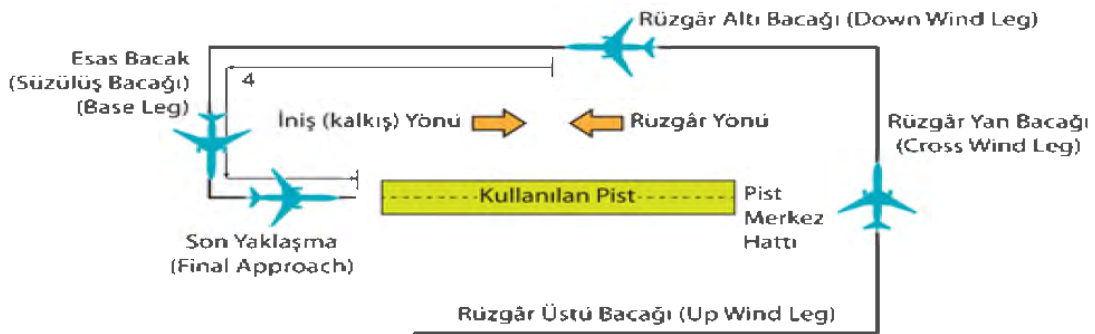 Rüzgâr Altı Bacağı (Down Wind Leg)
Esas Bacak
(Süzülüş Bacağı)
(Base Leg)
4
İniş (kalkış) Yönü
Rüzgâr Yönü
Rüzgâr Yan Bacağı
(Cross Wind Leg)
Kullanılan Pist
Pist
Merkez
Hattı
Son Yaklaşma
(Final Approach)
Rüzgâr Üstü Bacağı (Up Wind Leg)